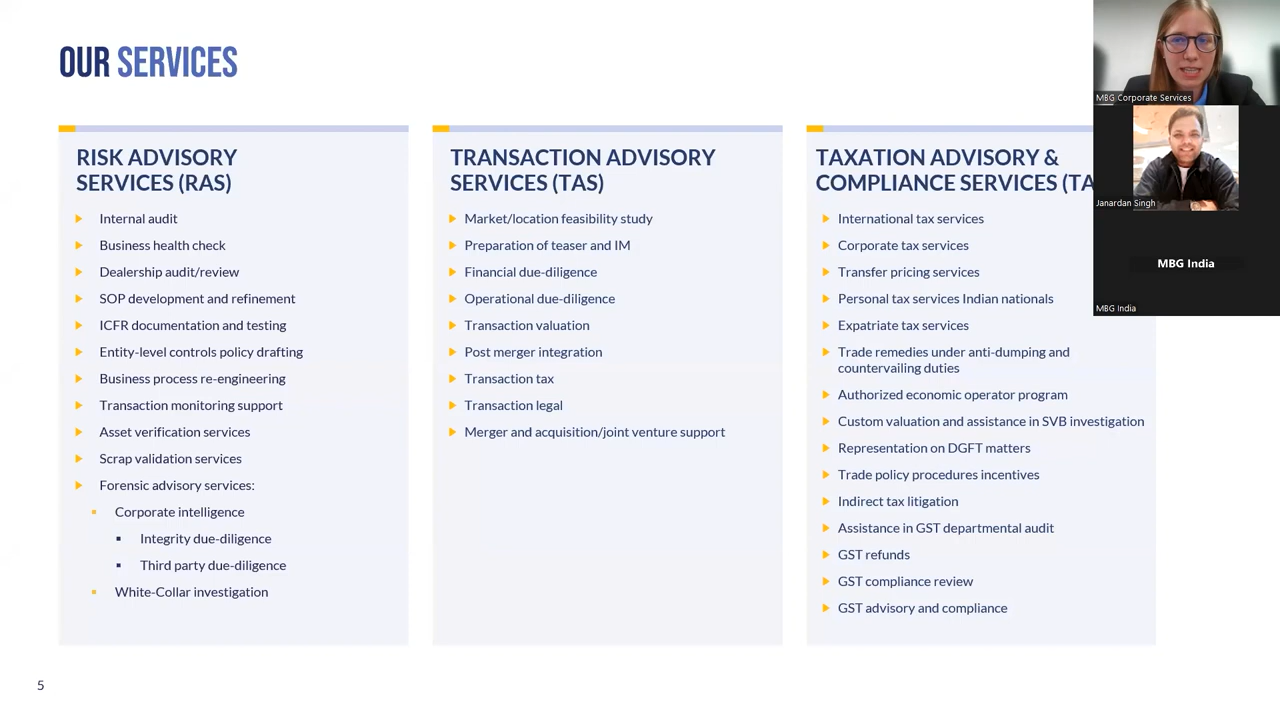 OUR SERVICES
RISK ADVISORY
SERVICES (RAS)
Internal audit
Business health check
Dealership audit/review
SOP development and refinement
ICFR documentation and testing
Entity-level controls policy drafting
Business process re-engineering
Transaction monitoring support
Asset verification services
Scrap validation services
Forensic advisory services:
Corporate intelligence
Integrity due-diligence
Third party due-diligence
White-Collar investigation
TRANSACTION ADVISORY
SERVICES (TAS)
Market/location feasibility study
Preparation of teaser and IM
Financial due-diligence
Operational due-diligence
Transaction valuation
Post merger integration
Transaction tax
Transaction legal
Merger and acquisition/joint venture support
TAXATION ADVISORY &
COMPLIANCE SERVICES (TA
International tax services
Corporate tax services
Transfer pricing services
Personal tax services Indian nationals
Expatriate tax services
Trade remedies under anti-dumping and
countervailing duties
Authorized economic operator program
Custom valuation and assistance in SVB investigation
Representation on DGFT matters
Trade policy procedures incentives
Indirect tax litigation
Assistance in GST departmental audit
GST refunds
GST compliance review
GST advisory and compliance
MBG Corporate Services
Janardan Singh
MBG India
MBG India
5